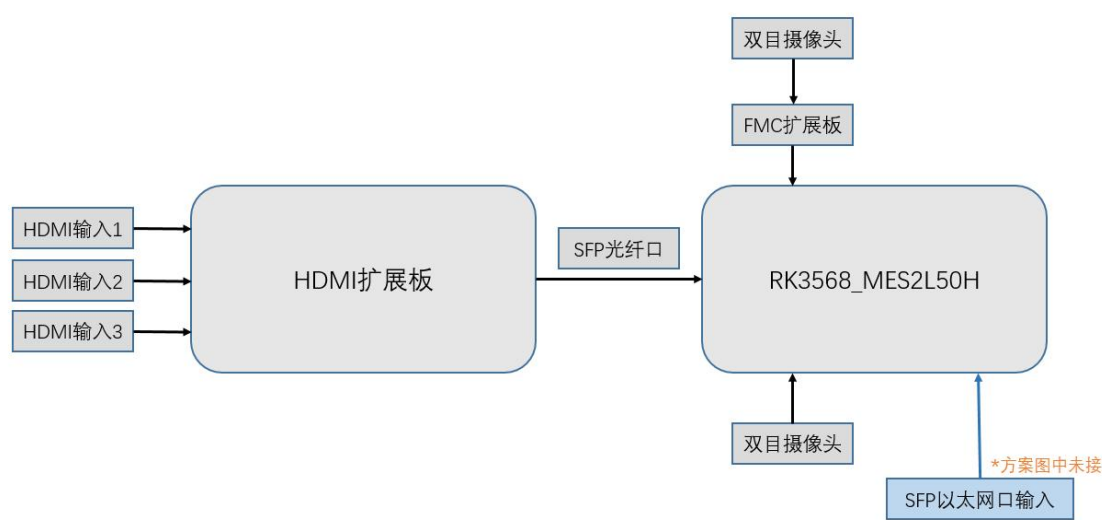 双目摄像头
FMC扩展板
HDMI输入1
HDMI输入2
HDMI输入3
HDMI扩展板
SFP光纤口
RK3568_MES2L50H
双目摄像头
*方案图中未接
SFP以太网口输入